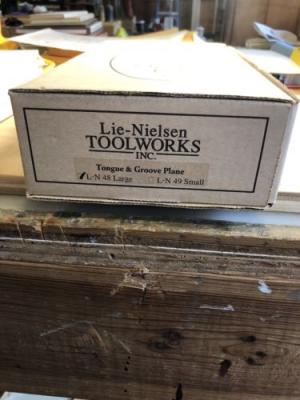 Lie-Nielsen
TOOLWORKS
INC.
Tongue & Groove Plane
L-N 48 Large L-N 49 Small